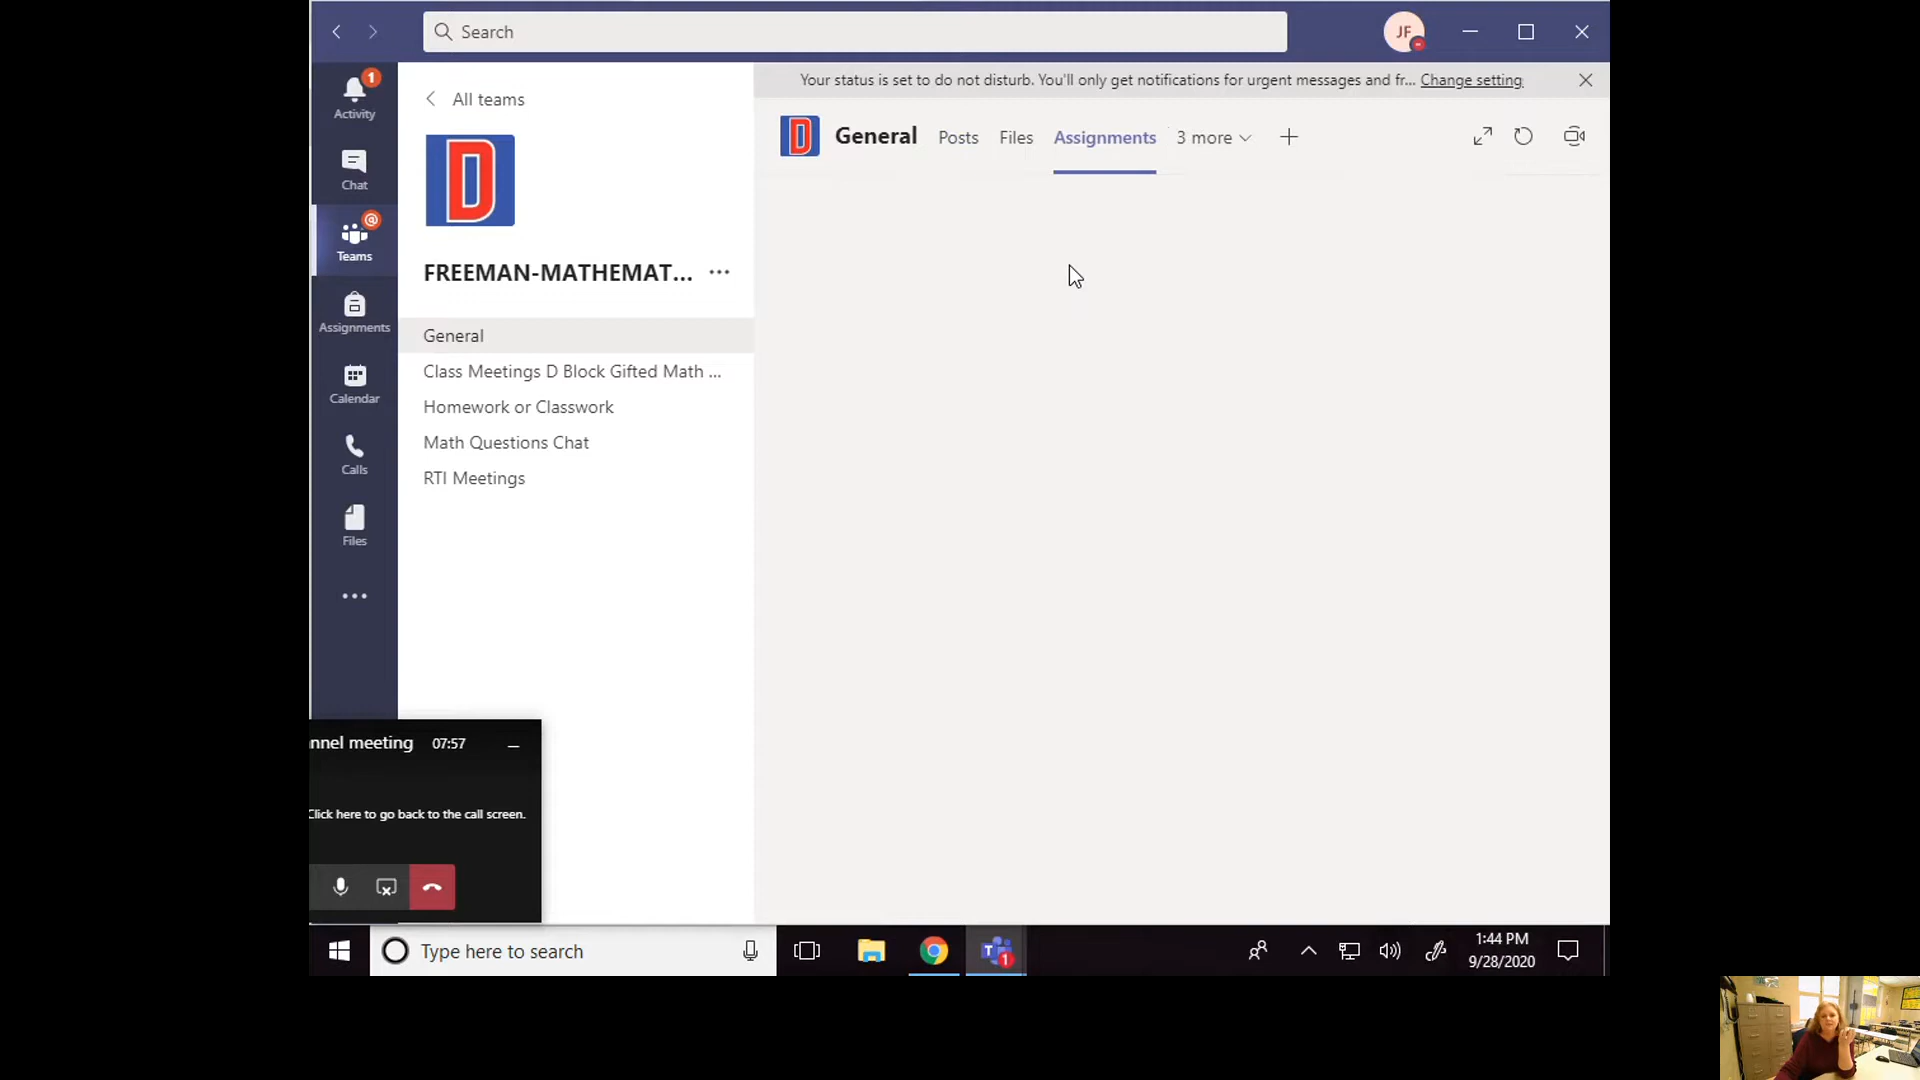 Search
JF
Your status is set to do not disturb. You'll only get notifications for urgent messages and fr... Change setting
1
Activity
Chat
@
Teams
Assignments
Calendar
Calls
Files
All teams
D
FREEMAN-MATHEMAT...
General
Class Meetings D Block Gifted Math ...
Homework or Classwork
Math Questions Chat
RTI Meetings
D
General Posts Files Assignments 3 more
nnel meeting 07:57
Click here to go back to the call screen.
Type here to search
T 1
1:44 PM
9/28/2020